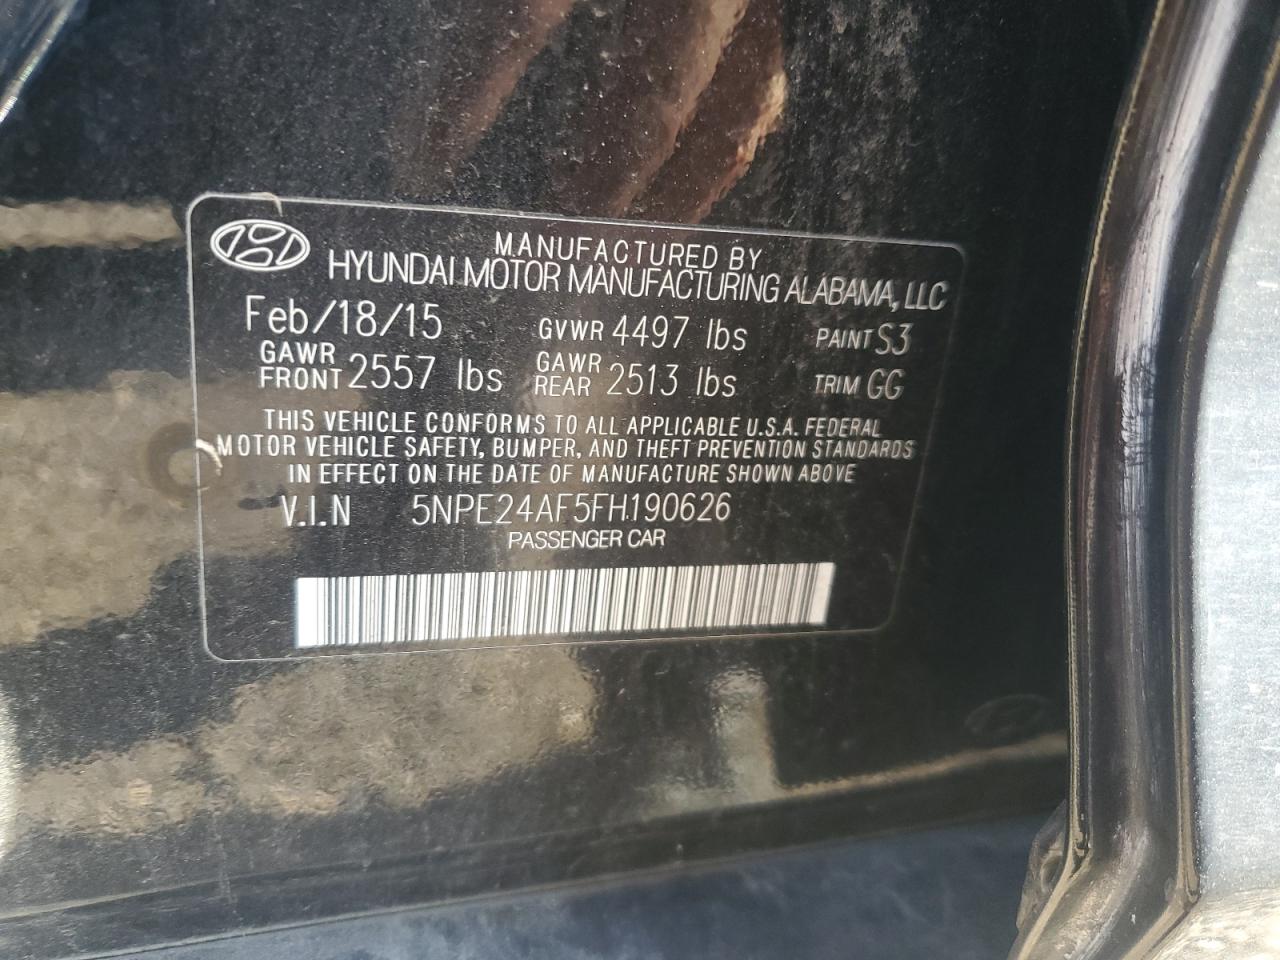 MANUFACTURED BY
HYUNDAI MOTOR MANUFACTURING ALABAMA, LLC
Feb/18/15 GVWR 4497 lbs PAINT S3
GAWR FRONT 2557 lbs GAWR REAR 2513 lbs TRIM GG
THIS VEHICLE CONFORMS TO ALL APPLICABLE U.S.A. FEDERAL
MOTOR VEHICLE SAFETY, BUMPER, AND THEFT PREVENTION STANDARDS
IN EFFECT ON THE DATE OF MANUFACTURE SHOWN ABOVE
V.I.N 5NPE24AF5FH190626
PASSENGER CAR